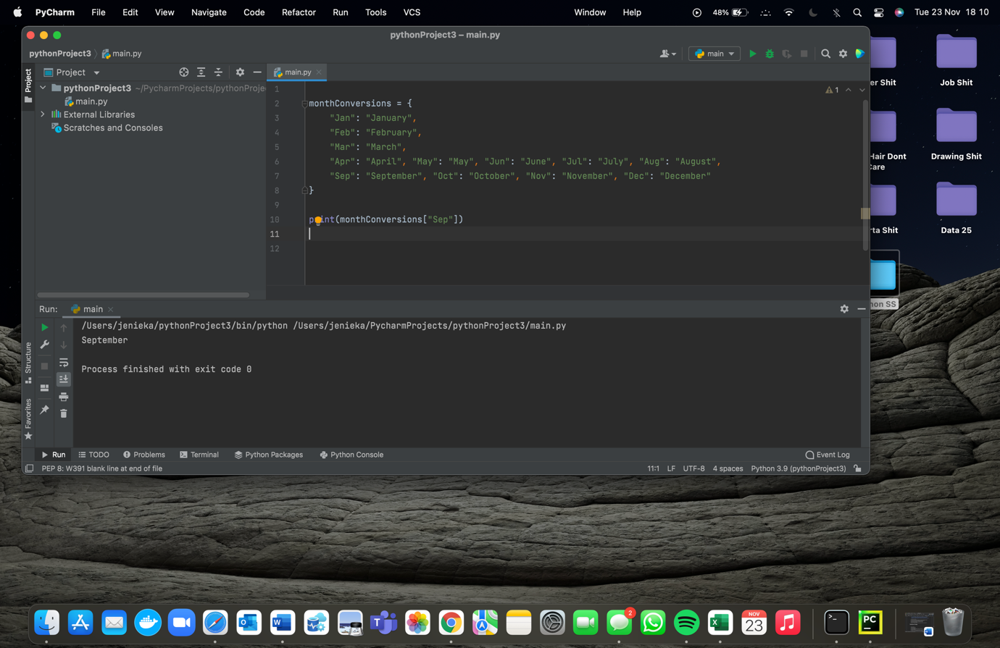 PyCharm File Edit View Navigate Code Refactor Run Tools VCS Window Help 48% Tue 23 Nov 18 10
pythonProject3 – main.py
pythonProject3 main.py main
Project
Project main.py
pythonProject3 ~/PycharmProjects/pythonProje
main.py
External Libraries
Scratches and Consoles
1
2 monthConversions = {
3 "Jan": "January",
4 "Feb": "February",
5 "Mar": "March",
6 "Apr": "April", "May": "May", "Jun": "June", "Jul": "July", "Aug": "August",
7 "Sep": "September", "Oct": "October", "Nov": "November", "Dec": "December"
8 }
9
10 print(monthConversions["Sep"])
11
12
1
er Shit
Job Shit
Hair Dont
Care
Drawing Shit
rta Shit
Data 25
hon SS
Run: main
/Users/jenieka/pythonProject3/bin/python /Users/jenieka/PycharmProjects/pythonProject3/main.py
September
Process finished with exit code 0
Structure
Favorites
Run TODO Problems Terminal Python Packages Python Console Event Log
PEP 8: W391 blank line at end of file 11:1 LF UTF-8 4 spaces Python 3.9 (pythonProject3)
2
NOV
23
PC